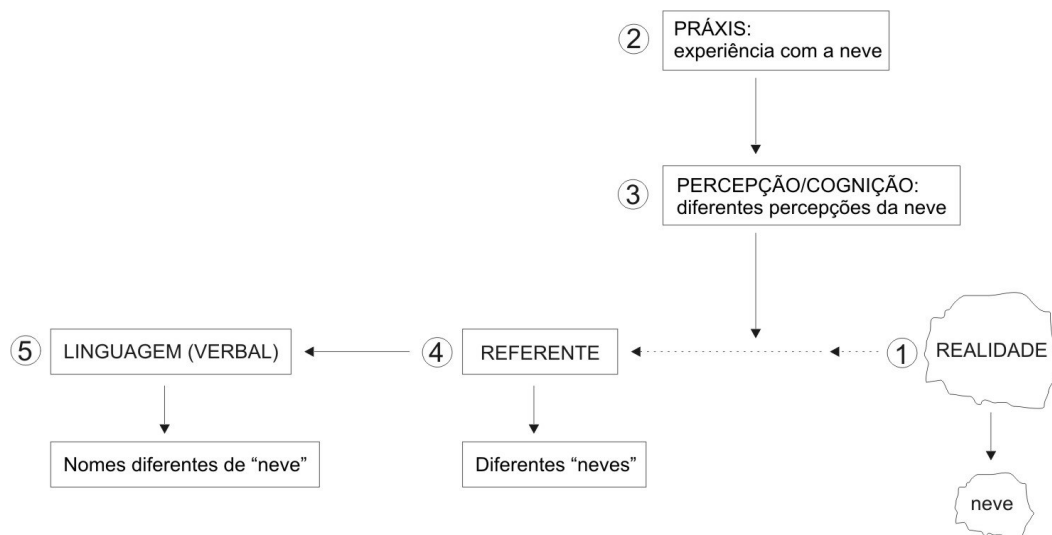 2
PRÁXIS:
experiência com a neve
3
PERCEPÇÃO/COGNIÇÃO:
diferentes percepções da neve
5
LINGUAGEM (VERBAL)
4
REFERENTE
1
REALIDADE
Nomes diferentes de “neve”
Diferentes “neves”
neve